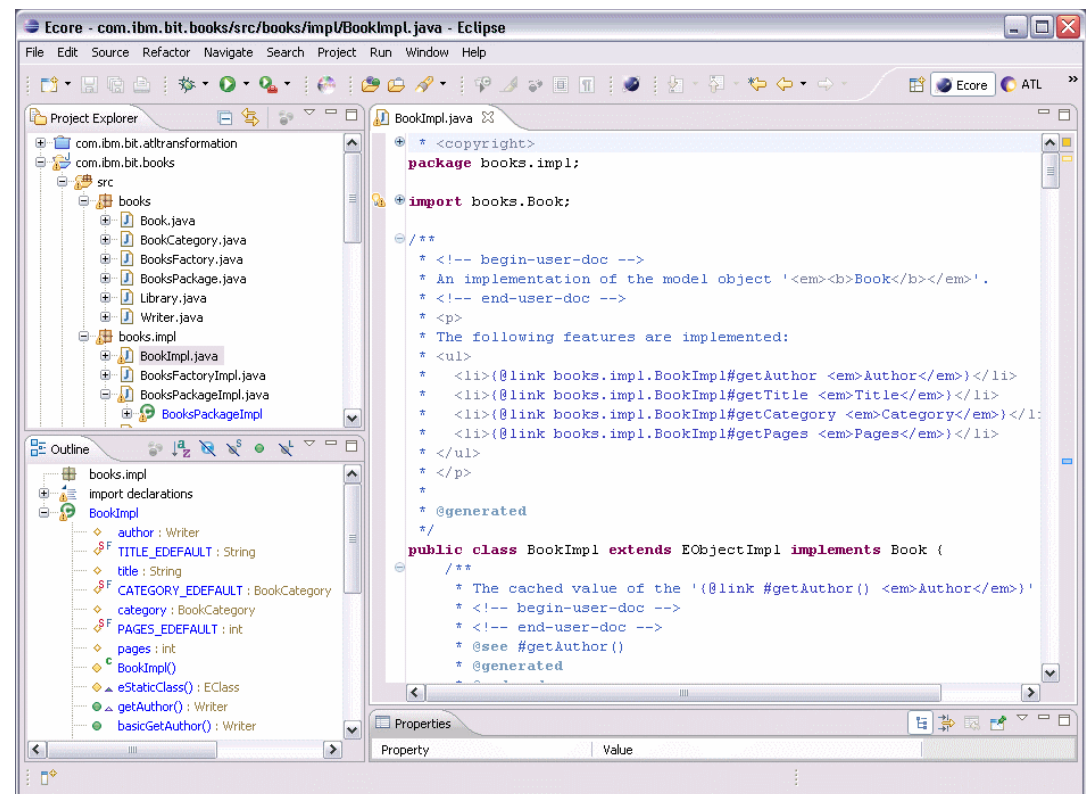 Ecore - com.ibm.bit.books/src/books/impl/BookImpl.java - Eclipse
File Edit Source Refactor Navigate Search Project Run Window Help
Ecore ATL »
Project Explorer
com.ibm.bit.atltransformation
com.ibm.bit.books
src
books
Book.java
BookCategory.java
BooksFactory.java
BooksPackage.java
Library.java
Writer.java
books.impl
BookImpl.java
BooksFactoryImpl.java
BooksPackageImpl.java
BooksPackageImpl
Outline
books.impl
import declarations
BookImpl
author : Writer
S F TITLE_EDEFAULT : String
title : String
S F CATEGORY_EDEFAULT : BookCategory
category : BookCategory
S F PAGES_EDEFAULT : int
pages : int
C BookImpl()
eStaticClass() : EClass
getAuthor() : Writer
basicGetAuthor() : Writer
BookImpl.java
* <copyright>
package books.impl;
import books.Book;
/**
* <!-- begin-user-doc -->
* An implementation of the model object '<em><b>Book</b></em>'.
* <!-- end-user-doc -->
* <p>
* The following features are implemented:
* <ul>
*   <li>{@link books.impl.BookImpl#getAuthor <em>Author</em>}</li>
*   <li>{@link books.impl.BookImpl#getTitle <em>Title</em>}</li>
*   <li>{@link books.impl.BookImpl#getCategory <em>Category</em>}</l
*   <li>{@link books.impl.BookImpl#getPages <em>Pages</em>}</li>
* </ul>
* </p>
*
* @generated
*/
public class BookImpl extends EObjectImpl implements Book {
/**
* The cached value of the '{@link #getAuthor() <em>Author</em>}'
* <!-- begin-user-doc -->
* <!-- end-user-doc -->
* @see #getAuthor()
* @generated
Properties
Property Value